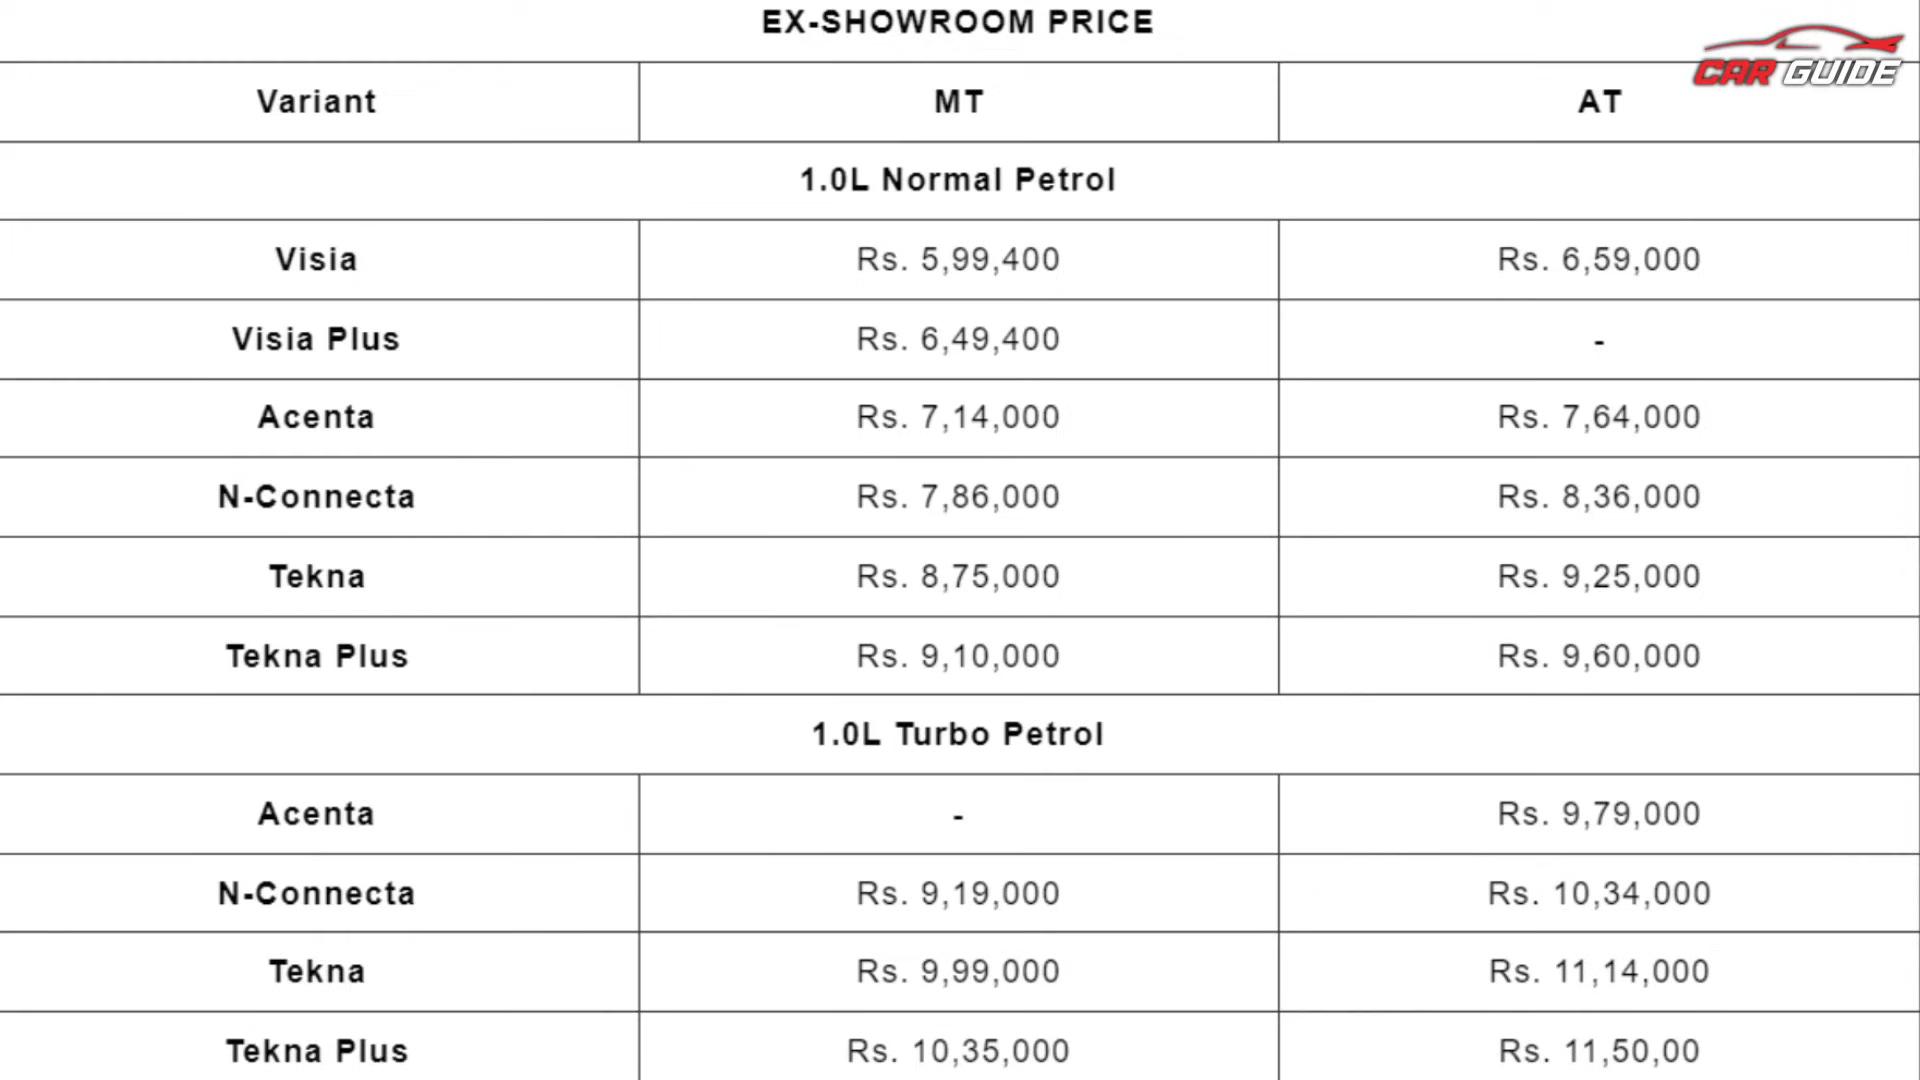 EX-SHOWROOM PRICE
CAR GUIDE
Variant MT AT
1.0L Normal Petrol
Visia Rs. 5,99,400 Rs. 6,59,000
Visia Plus Rs. 6,49,400 -
Acenta Rs. 7,14,000 Rs. 7,64,000
N-Connecta Rs. 7,86,000 Rs. 8,36,000
Tekna Rs. 8,75,000 Rs. 9,25,000
Tekna Plus Rs. 9,10,000 Rs. 9,60,000
1.0L Turbo Petrol
Acenta - Rs. 9,79,000
N-Connecta Rs. 9,19,000 Rs. 10,34,000
Tekna Rs. 9,99,000 Rs. 11,14,000
Tekna Plus Rs. 10,35,000 Rs. 11,50,00